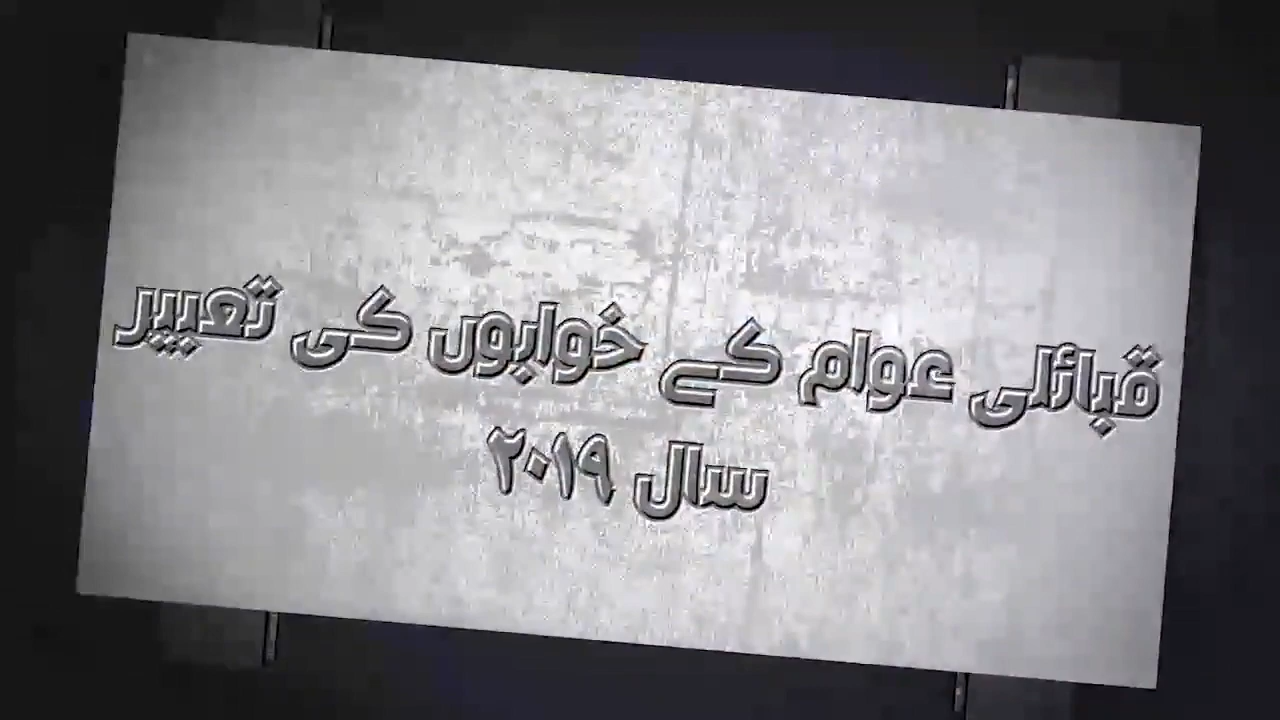 قبائلی عوام کے خوابوں کی تعبیر
سال ۲۰۱۹